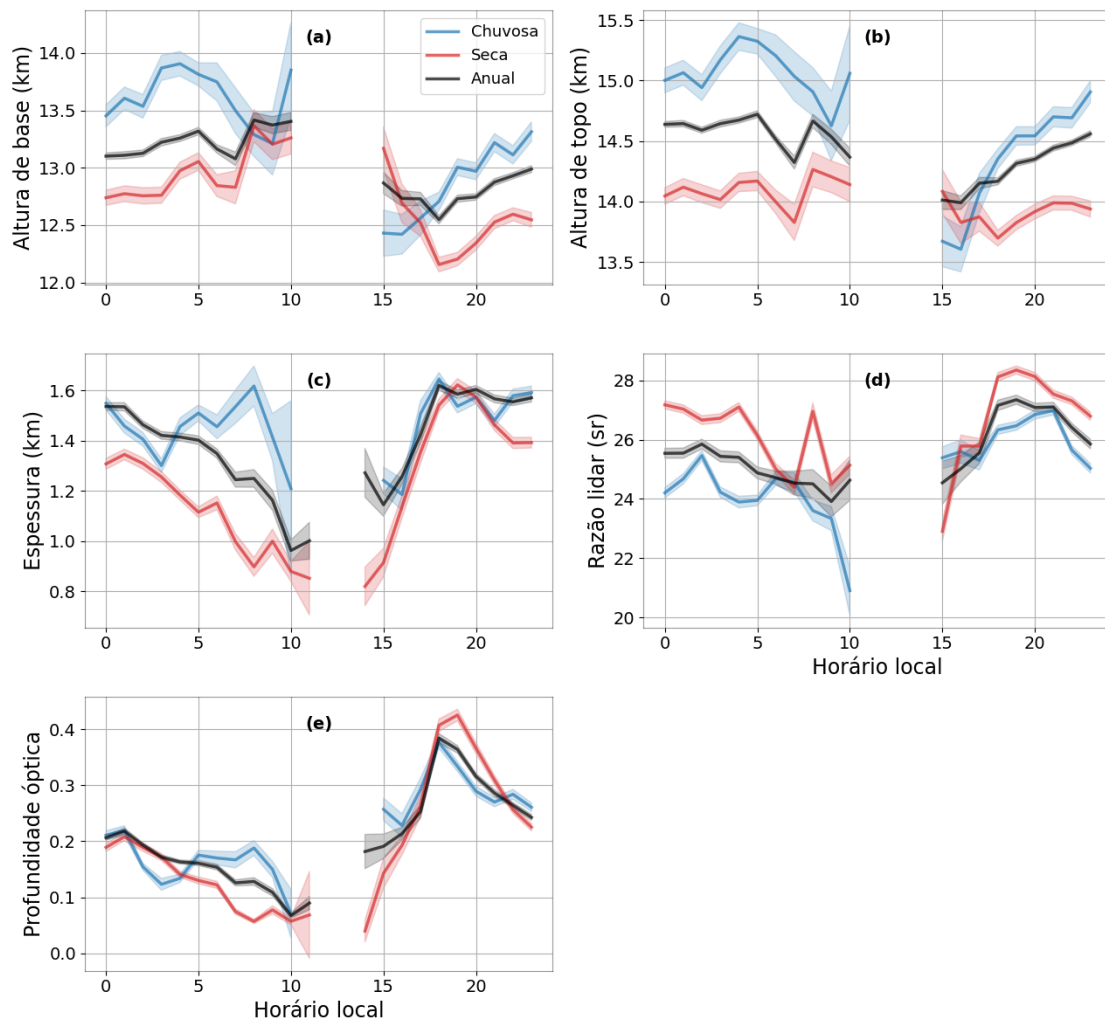 (a)
Chuvosa
Seca
Anual
Altura de base (km)
14.0
13.5
13.0
12.5
12.0
0 5 10 15 20
(b)
Altura de topo (km)
15.5
15.0
14.5
14.0
13.5
0 5 10 15 20
(c)
Espessura (km)
1.6
1.4
1.2
1.0
0.8
0 5 10 15 20
(d)
Razão lidar (sr)
28
26
24
22
20
0 5 10 15 20
Horário local
(e)
Profundidade óptica
0.4
0.3
0.2
0.1
0.0
0 5 10 15 20
Horário local